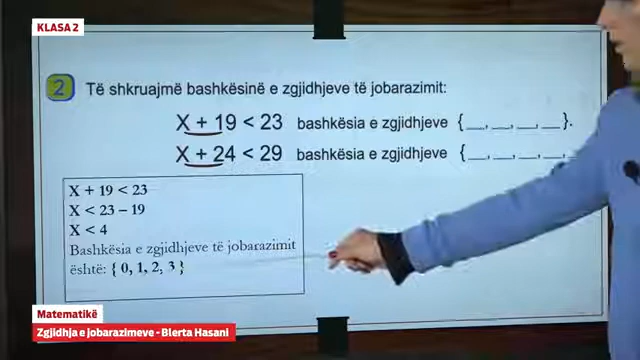 KLASA 2
2 Të shkruajmë bashkësinë e zgjidhjeve të jobarazimit:
X + 19 < 23 bashkësia e zgjidhjeve {__,__,__,__}.
X + 24 < 29 bashkësia e zgjidhjeve {__,__,__,__,
X + 19 < 23
X < 23 – 19
X < 4
Bashkësia e zgjidhjeve të jobarazimit
është: { 0, 1, 2, 3 }
Matematikë
Zgjidhja e jobarazimeve - Blerta Hasani